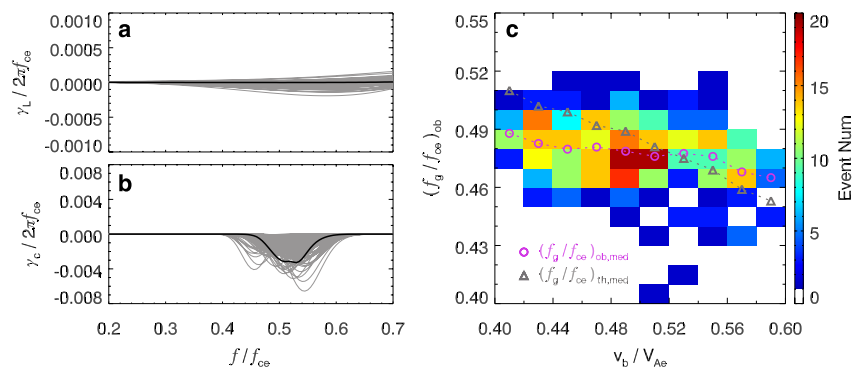 a
γL / 2πfce
0.0010
0.0005
0.0000
-0.0005
-0.0010
b
γc / 2πfce
0.000
-0.004
-0.008
0.2 0.3 0.4 0.5 0.6 0.7
f / fce
c
(fg / fce)ob
0.55
0.52
0.49
0.46
0.43
0.40
(fg / fce)ob,med
(fg / fce)th,med
0.40 0.44 0.48 0.52 0.56 0.60
vb / VAe
20
15
10
5
0
Event Num